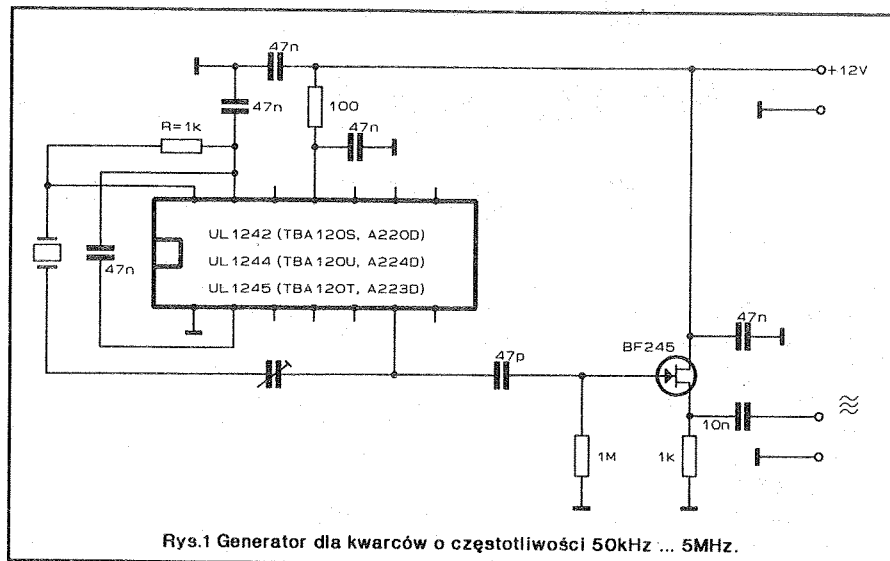 47n
+12V
47n
100
R=1k
47n
UL1242 (TBA120S, A220D)
UL1244 (TBA120U, A224D)
UL1245 (TBA120T, A223D)
47n
47n
BF245
47p
10n
1M
1K
≈
Rys.1 Generator dla kwarców o częstotliwości 50kHz ... 5MHz.